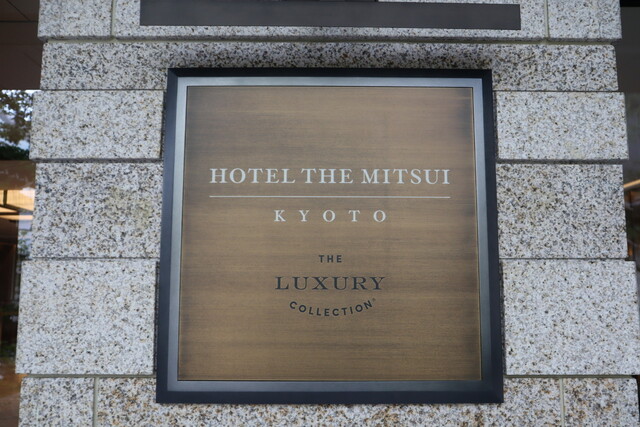 HOTEL THE MITSUI
KYOTO
THE
LUXURY
COLLECTION®